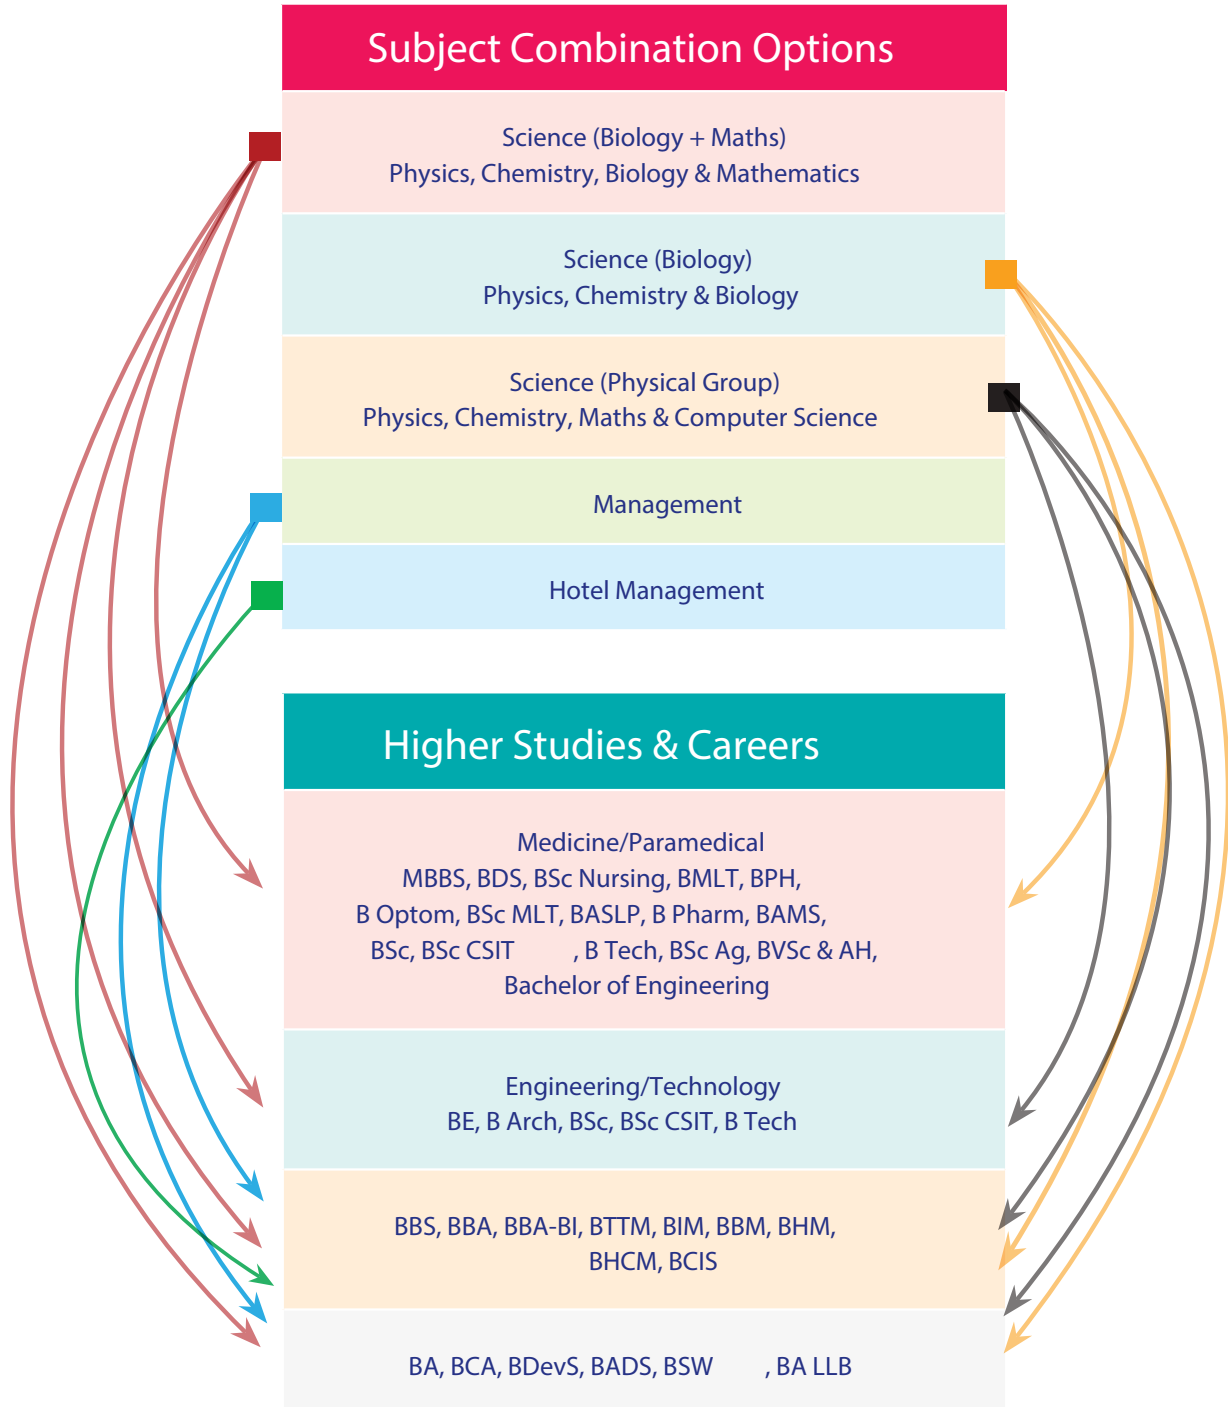 Subject Combination Options
Science (Biology + Maths)
Physics, Chemistry, Biology & Mathematics
Science (Biology)
Physics, Chemistry & Biology
Science (Physical Group)
Physics, Chemistry, Maths & Computer Science
Management
Hotel Management
Higher Studies & Careers
Medicine/Paramedical
MBBS, BDS, BSc Nursing, BMLT, BPH,
B Optom, BSc MLT, BASLP, B Pharm, BAMS,
BSc, BSc CSIT , B Tech, BSc Ag, BVSc & AH,
Bachelor of Engineering
Engineering/Technology
BE, B Arch, BSc, BSc CSIT, B Tech
BBS, BBA, BBA-BI, BTTM, BIM, BBM, BHM,
BHCM, BCIS
BA, BCA, BDevS, BADS, BSW , BA LLB